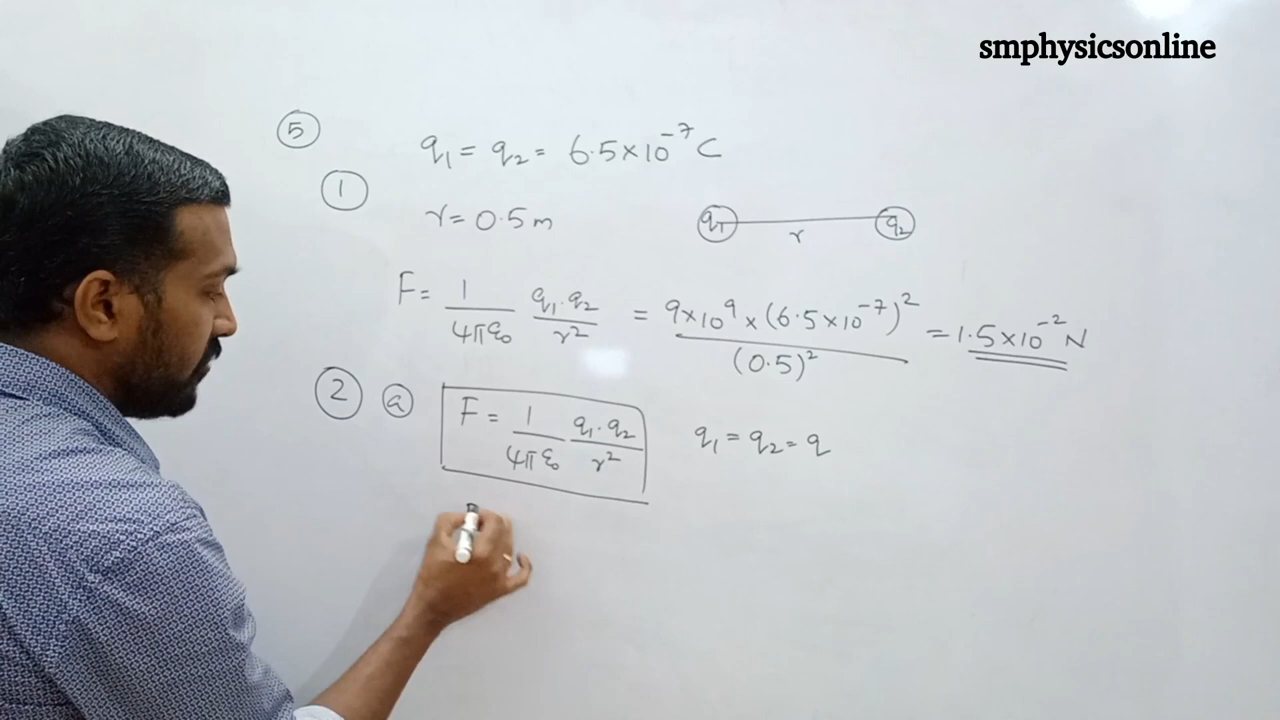 smphysicsonline
5
q₁ = q₂ = 6.5×10⁻⁷ C
1
r = 0.5 m
q₁ r q₂
F = 1/4πε₀ q₁.q₂/r² = 9×10⁹ × (6.5×10⁻⁷)²/(0.5)² = 1.5×10⁻² N
2 a F = 1/4πε₀ q₁.q₂/r² q₁ = q₂ = q